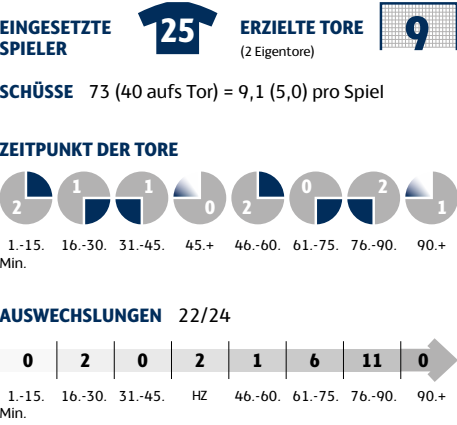 EINGESETZTE SPIELER
25
ERZIELTE TORE
(2 Eigentore)
9
SCHÜSSE 73 (40 aufs Tor) = 9,1 (5,0) pro Spiel
ZEITPUNKT DER TORE
2 1 1 0 2 0 2 1
1.-15. 16.-30. 31.-45. 45.+ 46.-60. 61.-75. 76.-90. 90.+
Min.
AUSWECHSLUNGEN 22/24
0 2 0 2 1 6 11 0
1.-15. 16.-30. 31.-45. HZ 46.-60. 61.-75. 76.-90. 90.+
Min.